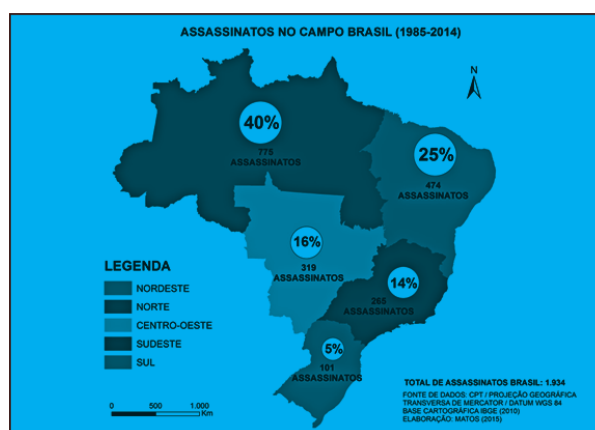 ASSASSINATOS NO CAMPO BRASIL (1985-2014)
N
40%
775
ASSASSINATOS
25%
474
ASSASSINATOS
16%
319
ASSASSINATOS
14%
265
ASSASSINATOS
5%
101
ASSASSINATOS
LEGENDA
NORDESTE
NORTE
CENTRO-OESTE
SUDESTE
SUL
0 500 1.000
Km
TOTAL DE ASSASSINATOS BRASIL: 1.934
FONTE DE DADOS: CPT / PROJEÇÃO GEOGRÁFICA
TRANSVERSA DE MERCATOR / DATUM WGS 84
BASE CARTOGRÁFICA IBGE (2010)
ELABORAÇÃO: MATOS (2015)